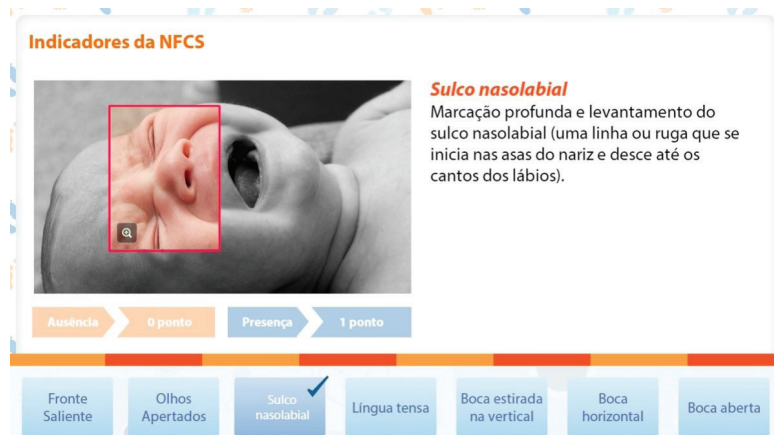 Indicadores da NFCS
Sulco nasolabial
Marcação profunda e levantamento do
sulco nasolabial (uma linha ou ruga que se
inicia nas asas do nariz e desce até os
cantos dos lábios).
Ausência 0 ponto Presença 1 ponto
Fronte
Saliente
Olhos
Apertados
Sulco
nasolabial
Língua tensa
Boca estirada
na vertical
Boca
horizontal
Boca aberta